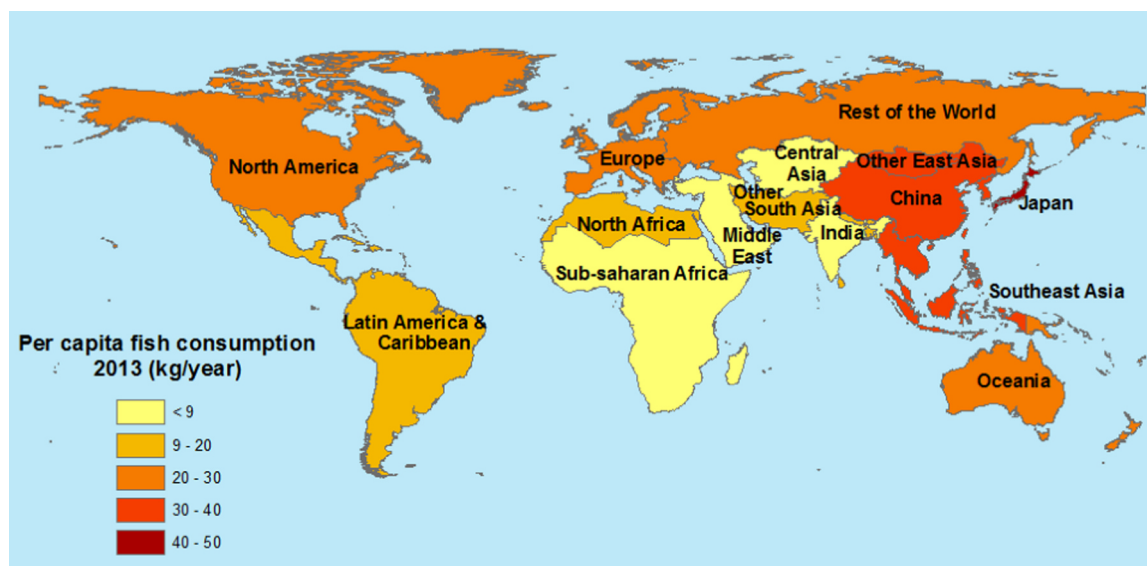 Rest of the World
North America
Europe
Central
Asia
Other East Asia
Other
South Asia
China
Japan
North Africa
Middle
East
India
Sub-saharan Africa
Southeast Asia
Latin America &
Caribbean
Oceania
Per capita fish consumption
2013 (kg/year)
< 9
9 - 20
20 - 30
30 - 40
40 - 50